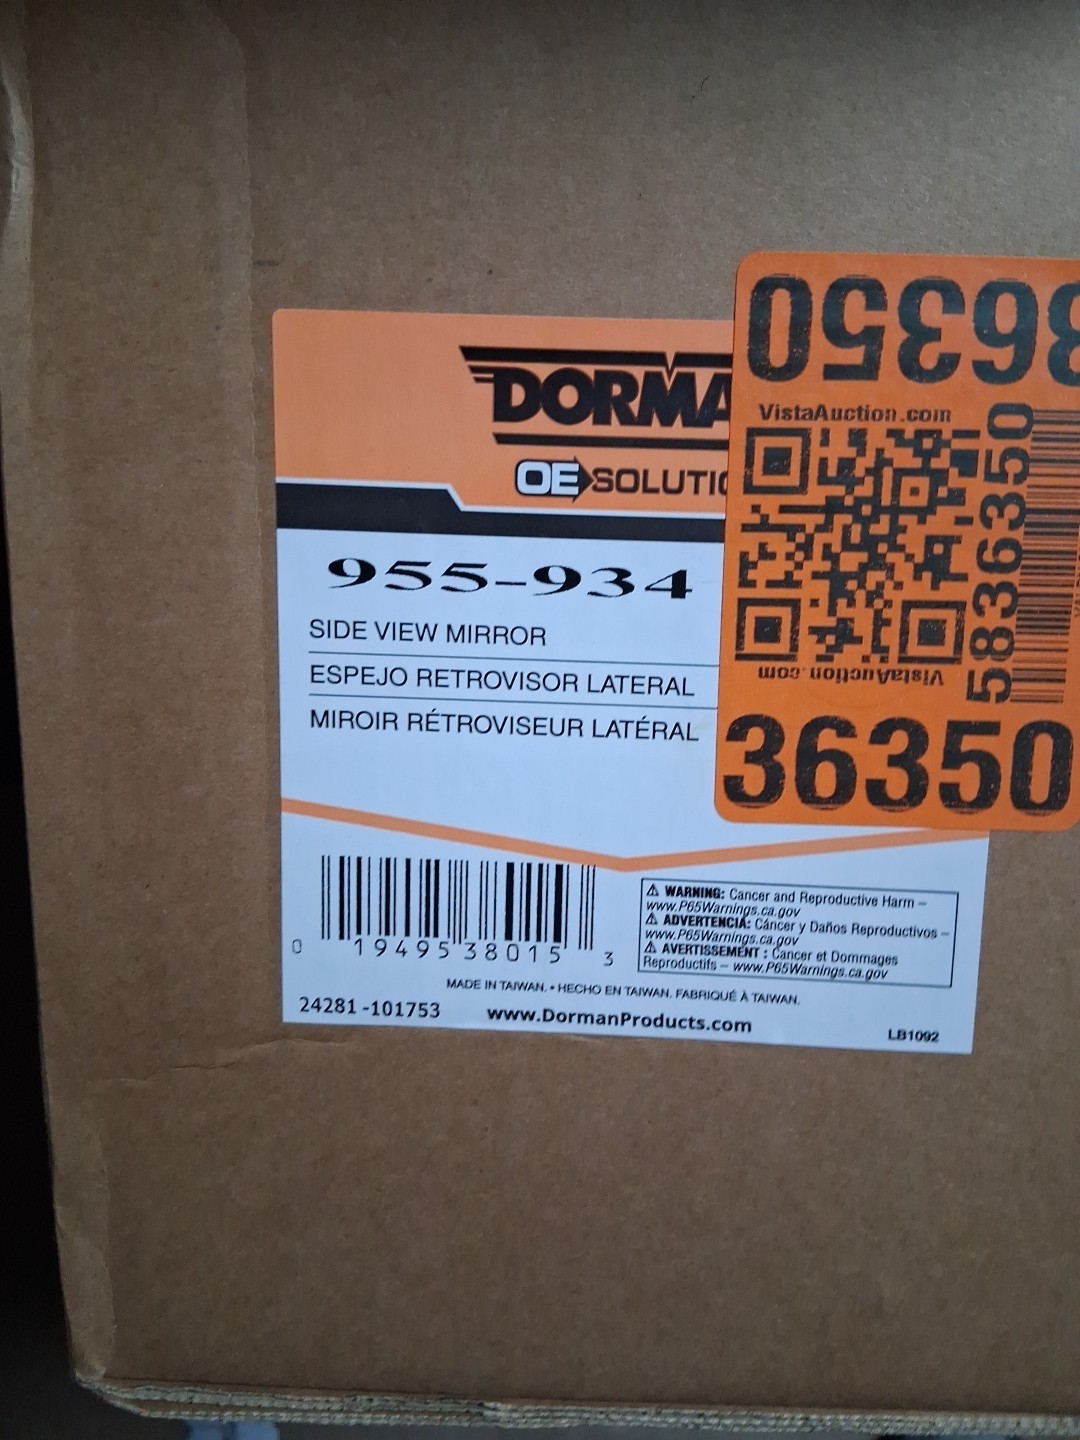 DORMA
OE SOLUTIO
955-934
SIDE VIEW MIRROR
ESPEJO RETROVISOR LATERAL
MIROIR RÉTROVISEUR LATÉRAL
0 19495 38015 3
⚠ WARNING: Cancer and Reproductive Harm –
www.P65Warnings.ca.gov
⚠ ADVERTENCIA: Cáncer y Daños Reproductivos –
www.P65Warnings.ca.gov
⚠ AVERTISSEMENT : Cancer et Dommages
Reproductifs – www.P65Warnings.ca.gov
MADE IN TAIWAN. • HECHO EN TAIWAN. FABRIQUÉ À TAIWAN.
24281 -101753
www.DormanProducts.com
LB1092
36350
VistaAuction.com
5836350
VistaAuction.com
36350